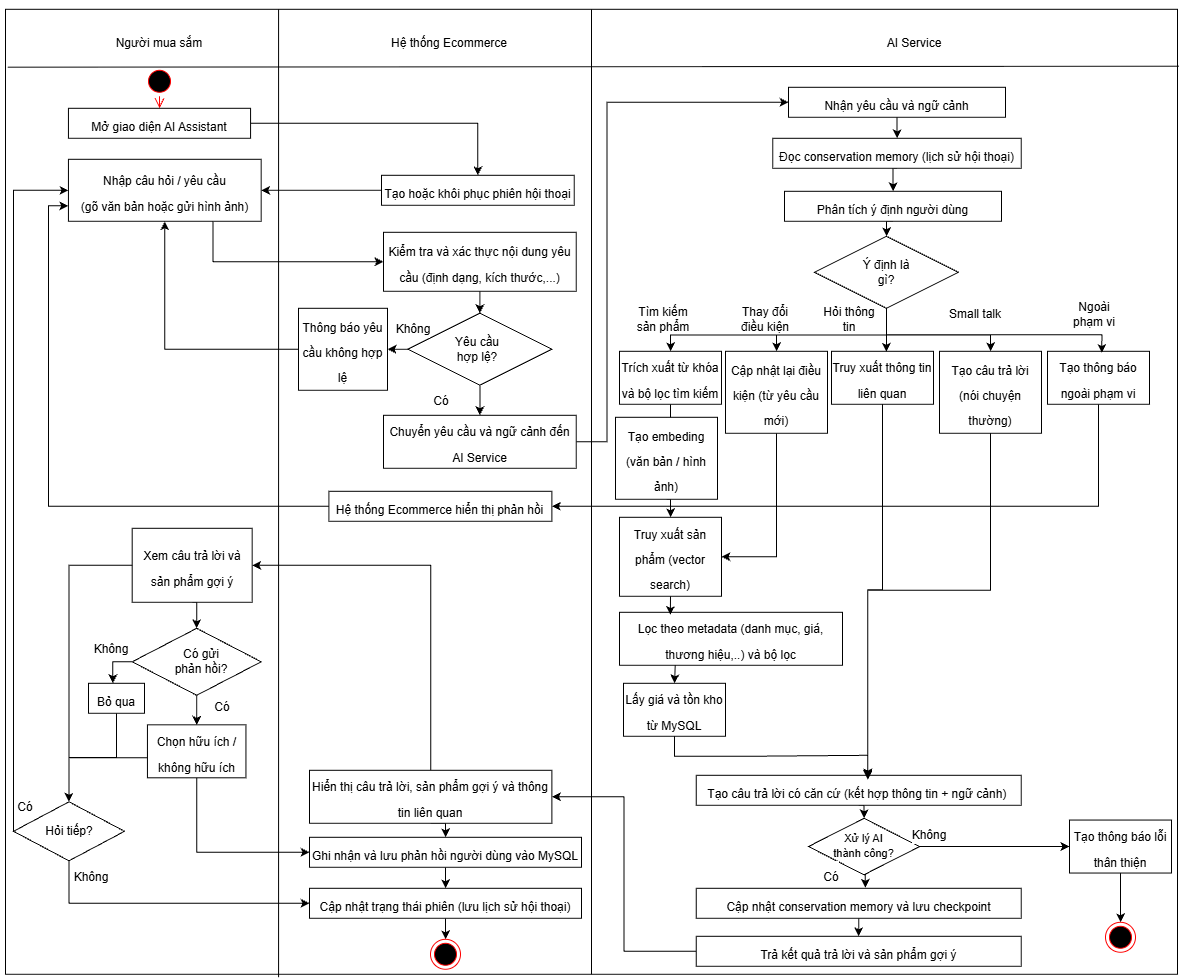 Người mua sắm
Hệ thống Ecommerce
AI Service
Mở giao diện AI Assistant
Nhập câu hỏi / yêu cầu
(gõ văn bản hoặc gửi hình ảnh)
Tạo hoặc khôi phục phiên hội thoại
Kiểm tra và xác thực nội dung yêu
cầu (định dạng, kích thước,...)
Yêu cầu
hợp lệ?
Không
Thông báo yêu
cầu không hợp
lệ
Có
Chuyển yêu cầu và ngữ cảnh đến
AI Service
Nhận yêu cầu và ngữ cảnh
Đọc conservation memory (lịch sử hội thoại)
Phân tích ý định người dùng
Ý định là
gì?
Tìm kiếm
sản phẩm
Thay đổi
điều kiện
Hỏi thông
tin
Small talk
Ngoài
phạm vi
Trích xuất từ khóa
và bộ lọc tìm kiếm
Cập nhật lại điều
kiện (từ yêu cầu
mới)
Truy xuất thông tin
liên quan
Tạo câu trả lời
(nói chuyện
thường)
Tạo thông báo
ngoài phạm vi
Tạo embeding
(văn bản / hình
ảnh)
Hệ thống Ecommerce hiển thị phản hồi
Truy xuất sản
phẩm (vector
search)
Lọc theo metadata (danh mục, giá,
thương hiệu,..) và bộ lọc
Lấy giá và tồn kho
từ MySQL
Xem câu trả lời và
sản phẩm gợi ý
Có gửi
phản hồi?
Không
Bỏ qua
Có
Chọn hữu ích /
không hữu ích
Hỏi tiếp?
Có
Không
Hiển thị câu trả lời, sản phẩm gợi ý và thông
tin liên quan
Ghi nhận và lưu phản hồi người dùng vào MySQL
Cập nhật trạng thái phiên (lưu lịch sử hội thoại)
Tạo câu trả lời có căn cứ (kết hợp thông tin + ngữ cảnh)
Xử lý AI
thành công?
Không
Tạo thông báo lỗi
thân thiện
Có
Cập nhật conservation memory và lưu checkpoint
Trả kết quả trả lời và sản phẩm gợi ý